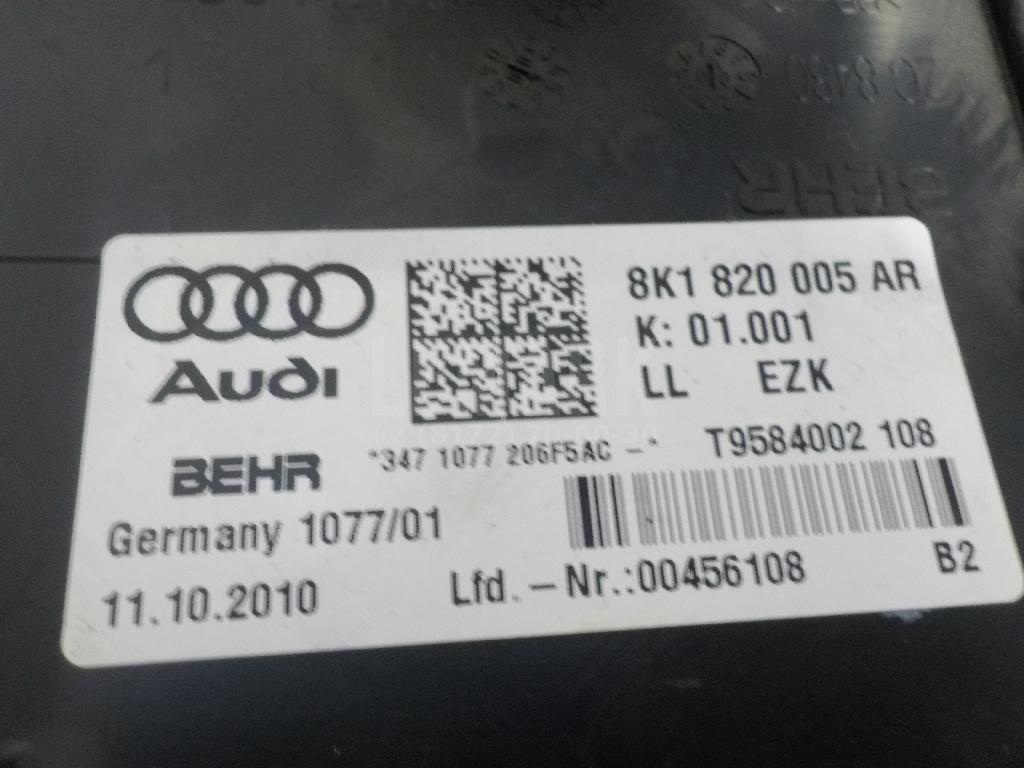 BEHR
8K1 820 005 AR
K: 01.001
Audi
LL EZK
T9584002 108
*347 1077 206F5AC - *
BEHR
Germany 1077/01
11.10.2010
Lfd. - Nr.:00456108
B2